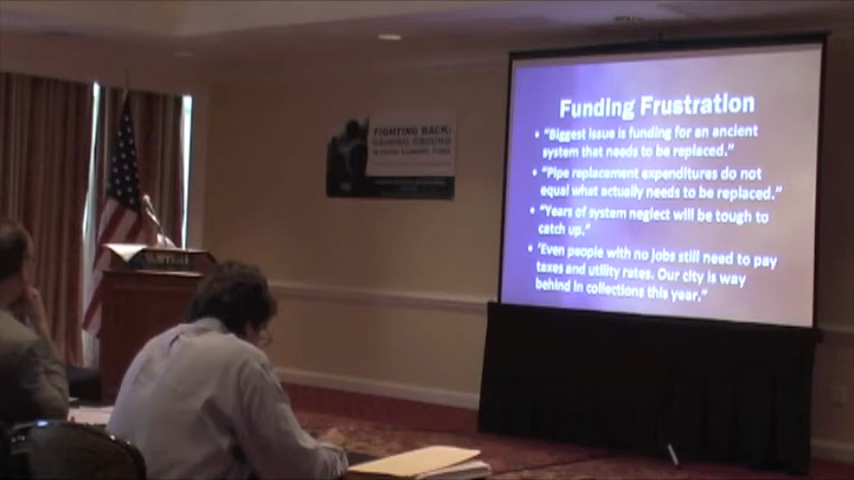 FIGHTING BACK:
GAINING GROUND
Funding Frustration
• "Biggest issue is funding for an ancient
system that needs to be replaced."
• "Pipe replacement expenditures do not
equal what actually needs to be replaced."
• "Years of system neglect will be tough to
catch up."
• "Even people with no jobs still need to pay
taxes and utility rates. Our city is way
behind in collections this year."